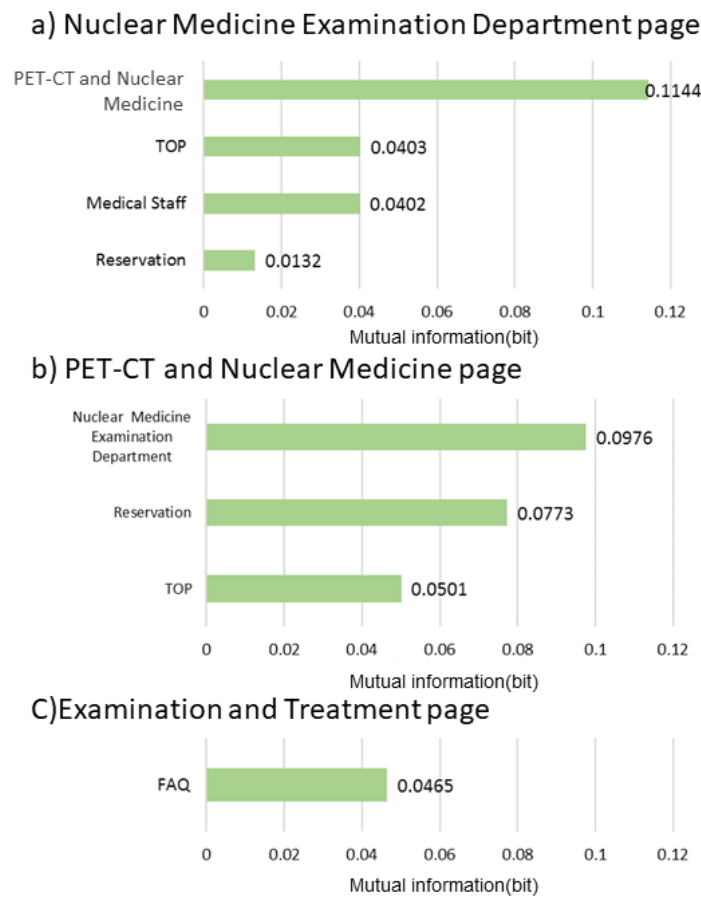 a) Nuclear Medicine Examination Department page
PET-CT and Nuclear
Medicine
0.1144
TOP
0.0403
Medical Staff
0.0402
Reservation
0.0132
0 0.02 0.04 0.06 0.08 0.1 0.12
Mutual information(bit)
b) PET-CT and Nuclear Medicine page
Nuclear Medicine
Examination
Department
0.0976
Reservation
0.0773
TOP
0.0501
0 0.02 0.04 0.06 0.08 0.1 0.12
Mutual information(bit)
C)Examination and Treatment page
FAQ
0.0465
0 0.02 0.04 0.06 0.08 0.1 0.12
Mutual information(bit)